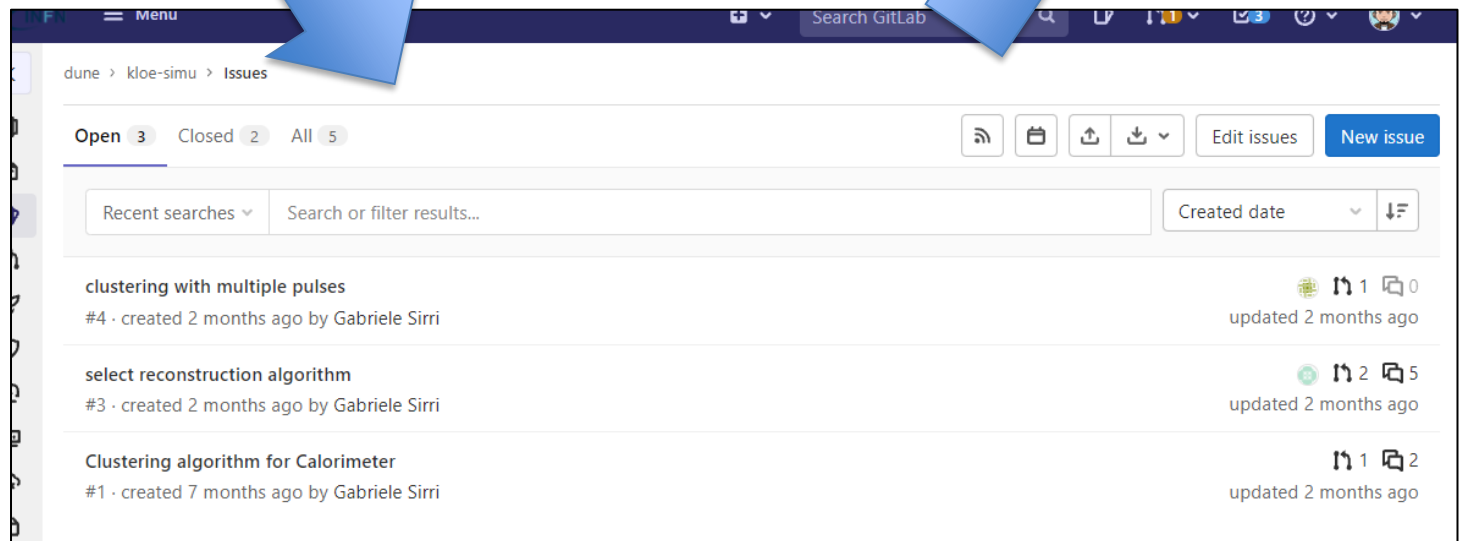 INFN Menu Search GitLab 1 3
dune > kloe-simu > Issues
Open 3 Closed 2 All 5 Edit issues New issue
Recent searches Search or filter results... Created date
clustering with multiple pulses 1 0
#4 · created 2 months ago by Gabriele Sirri updated 2 months ago
select reconstruction algorithm 2 5
#3 · created 2 months ago by Gabriele Sirri updated 2 months ago
Clustering algorithm for Calorimeter 1 2
#1 · created 7 months ago by Gabriele Sirri updated 2 months ago